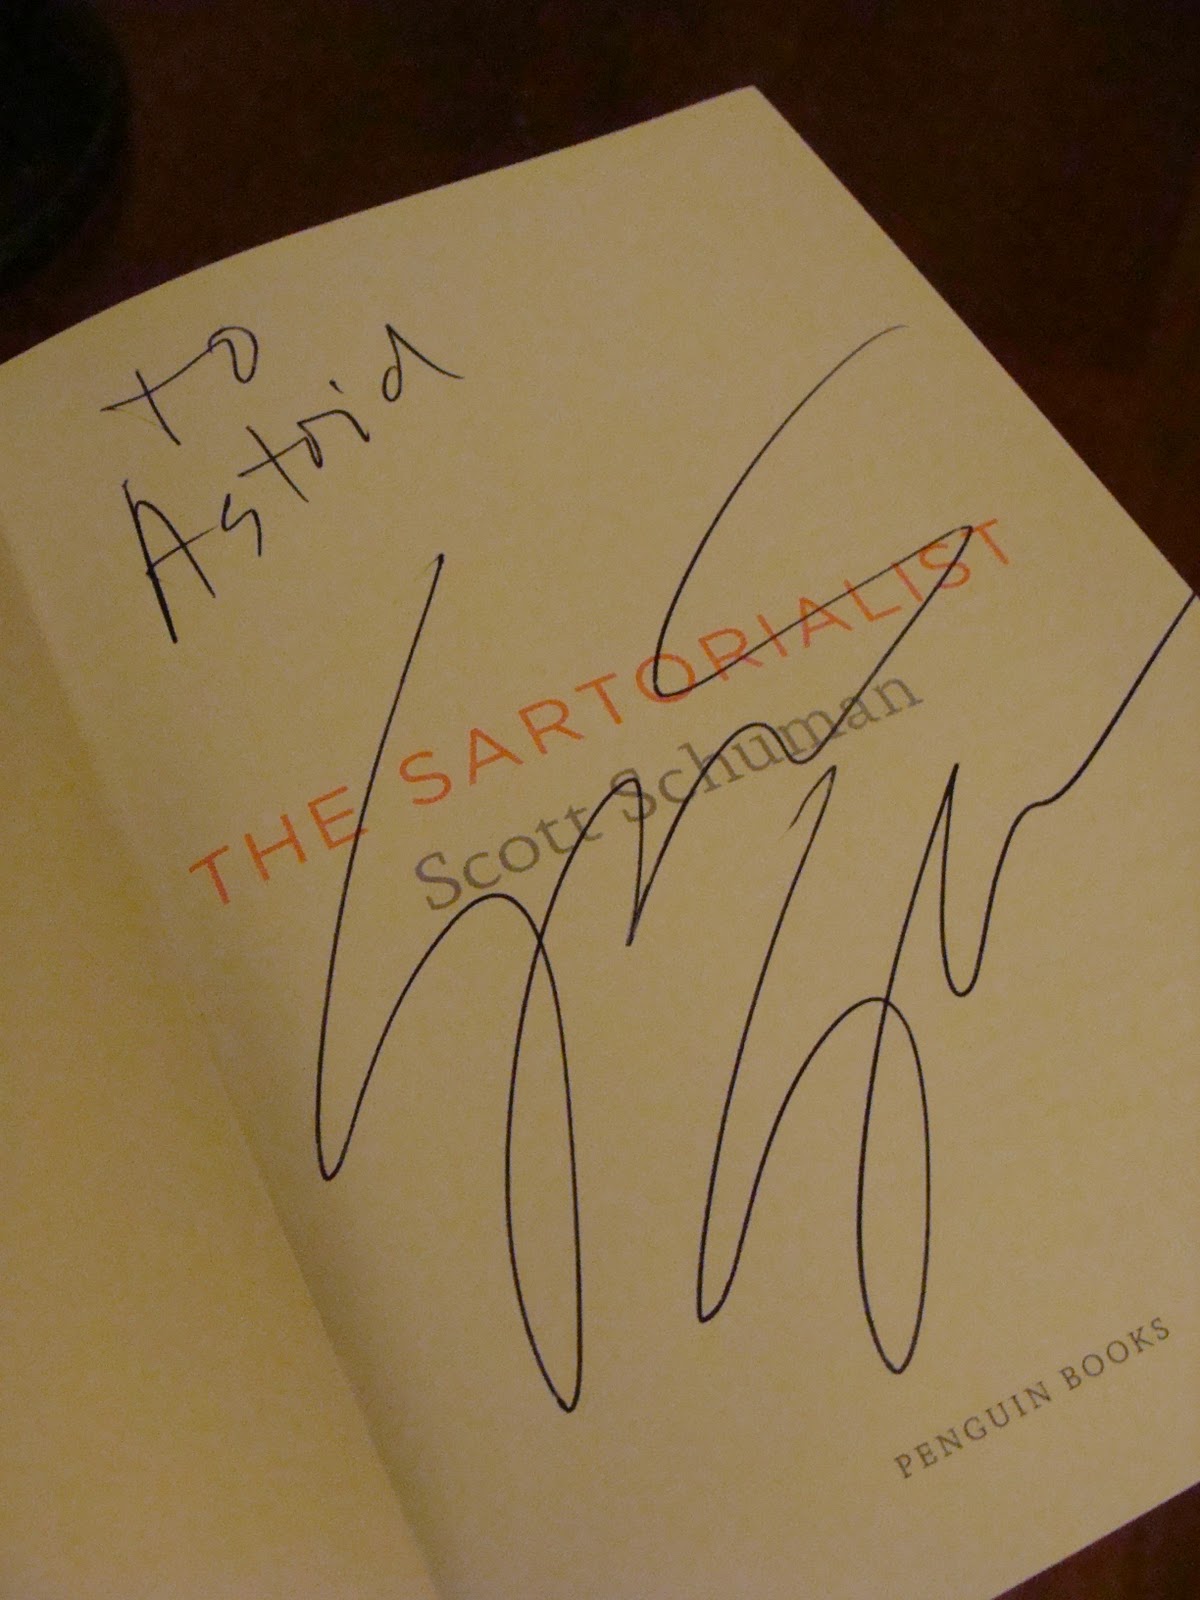 To
Astrid
THE SARTORIALIST
Scott Schuman
PENGUIN BOOKS